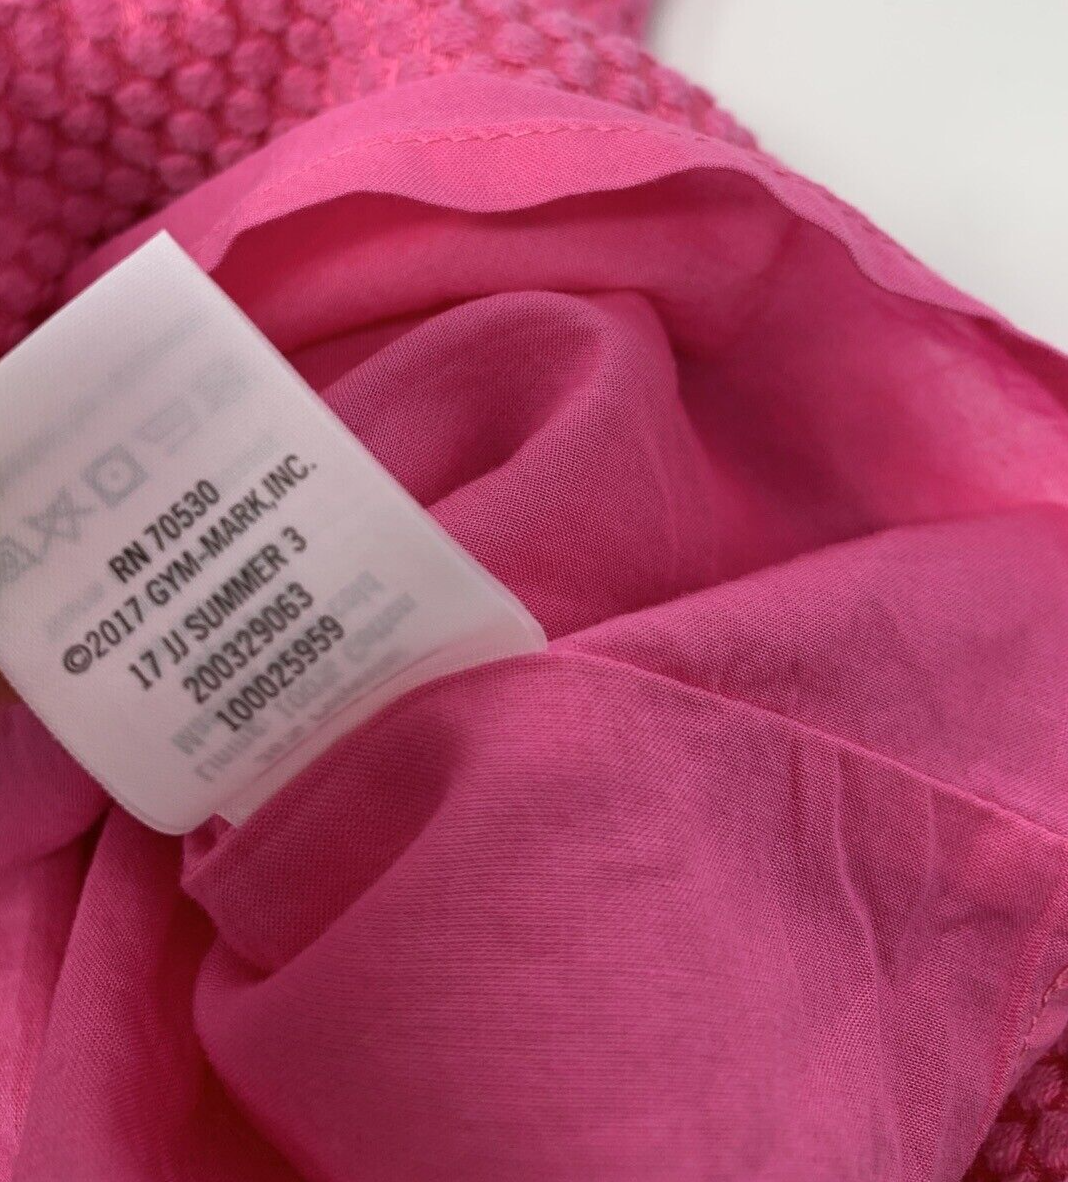 RN 70530
©2017 GYM-MARK,INC.
17 JJ SUMMER 3
200329063
100025959